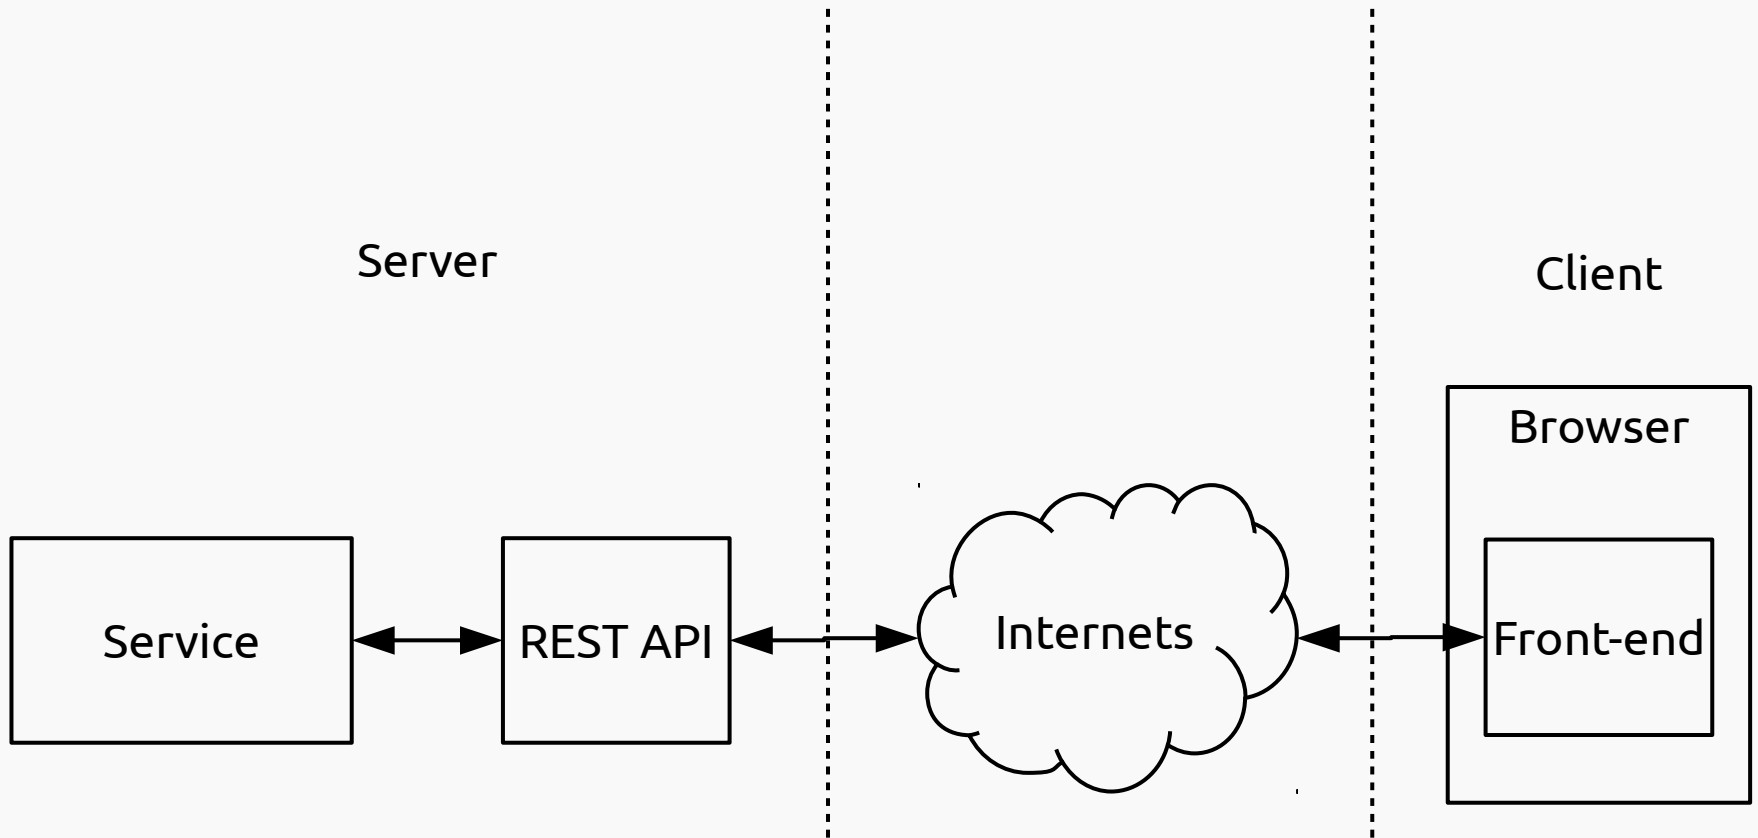 Server
Client
Browser
Service
REST API
Internets
Front-end